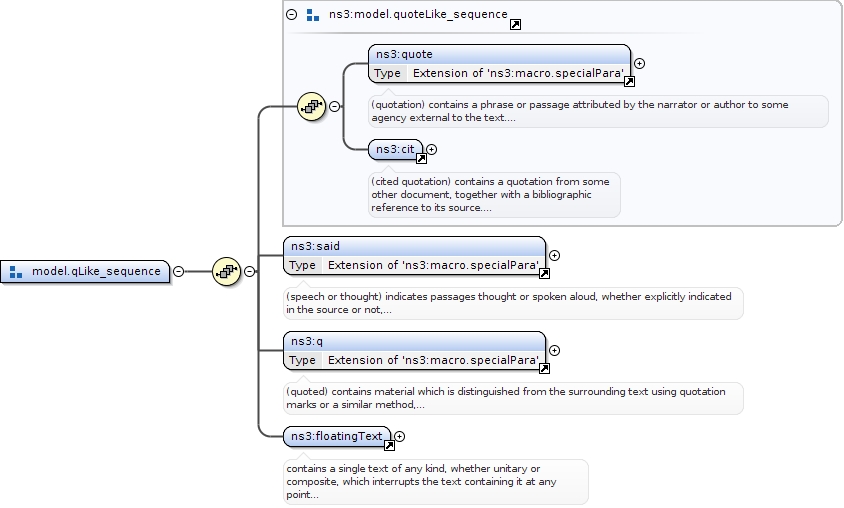 ns3:model.quoteLike_sequence
ns3:quote
Type Extension of 'ns3:macro.specialPara'
(quotation) contains a phrase or passage attributed by the narrator or author to some
agency external to the text....
ns3:cit
(cited quotation) contains a quotation from some
other document, together with a bibliographic
reference to its source....
model.qLike_sequence
ns3:said
Type Extension of 'ns3:macro.specialPara'
(speech or thought) indicates passages thought or spoken aloud, whether explicitly indicated
in the source or not,...
ns3:q
Type Extension of 'ns3:macro.specialPara'
(quoted) contains material which is distinguished from the surrounding text using quotation
marks or a similar method,...
ns3:floatingText
contains a single text of any kind, whether unitary or
composite, which interrupts the text containing it at any
point...